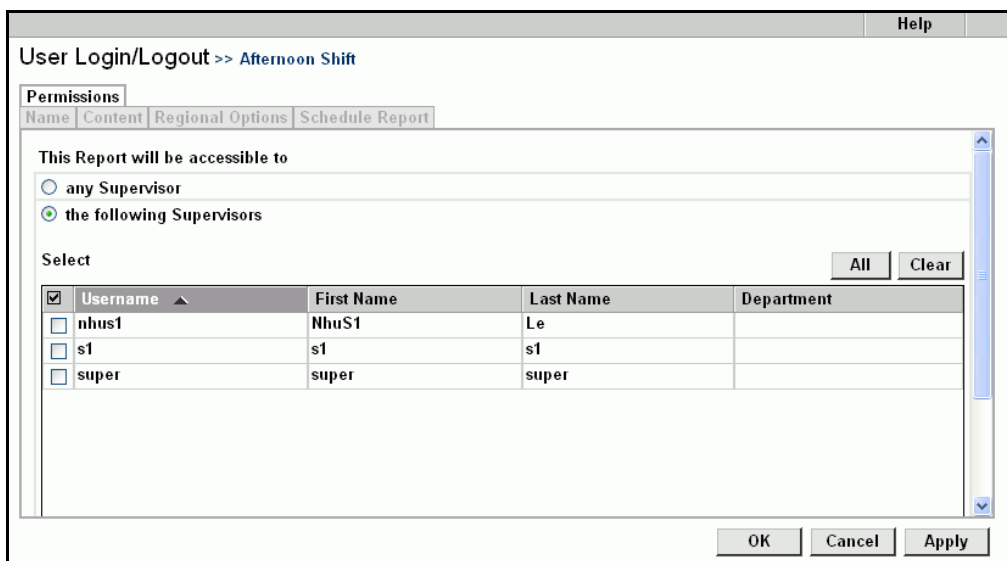 Help
User Login/Logout >> Afternoon Shift
Permissions
Name Content Regional Options Schedule Report
This Report will be accessible to
any Supervisor
the following Supervisors
Select All Clear
Username First Name Last Name Department
nhus1 NhuS1 Le
s1 s1 s1
super super super
OK Cancel Apply